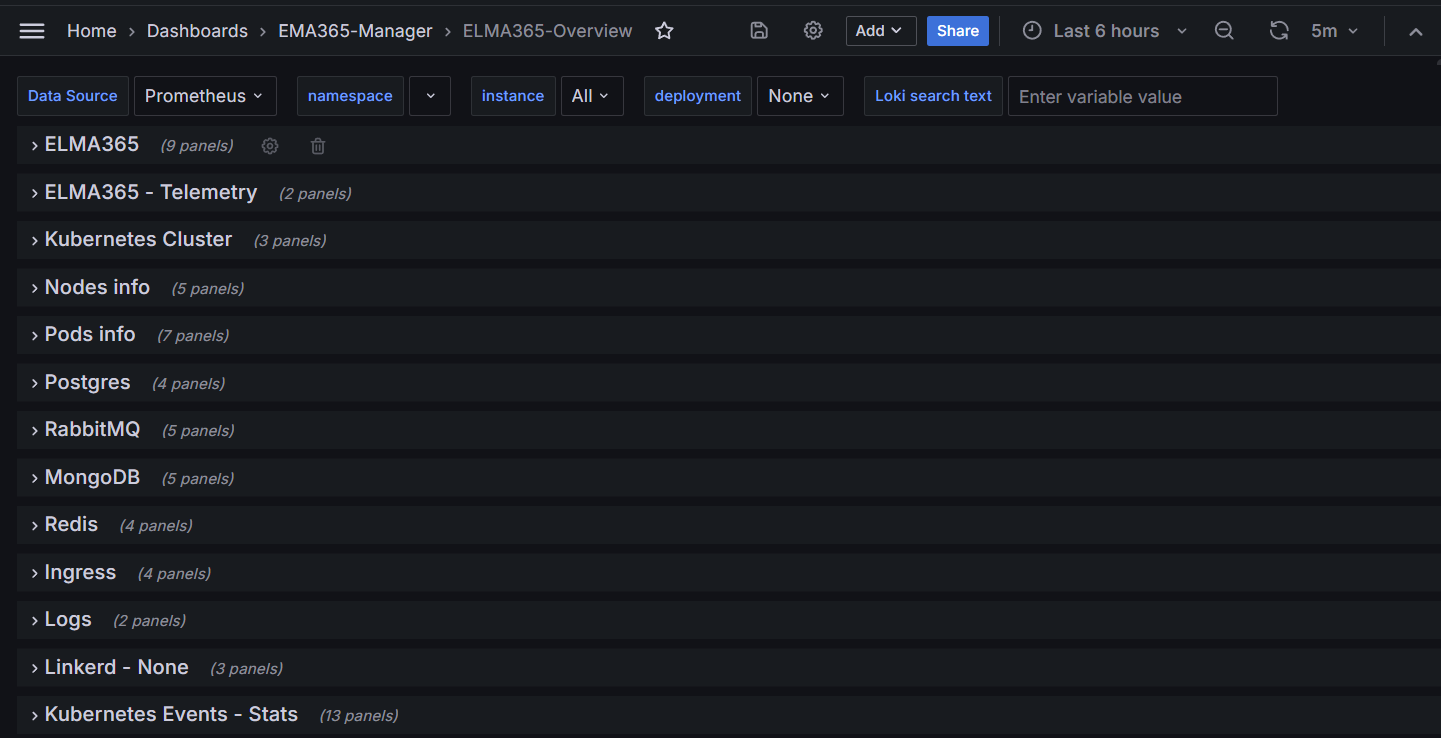 Home › Dashboards › EMA365-Manager › ELMA365-Overview Add Share Last 6 hours 5m
Data Source Prometheus namespace instance All deployment None Loki search text Enter variable value
ELMA365 (9 panels)
ELMA365 - Telemetry (2 panels)
Kubernetes Cluster (3 panels)
Nodes info (5 panels)
Pods info (7 panels)
Postgres (4 panels)
RabbitMQ (5 panels)
MongoDB (5 panels)
Redis (4 panels)
Ingress (4 panels)
Logs (2 panels)
Linkerd - None (3 panels)
Kubernetes Events - Stats (13 panels)